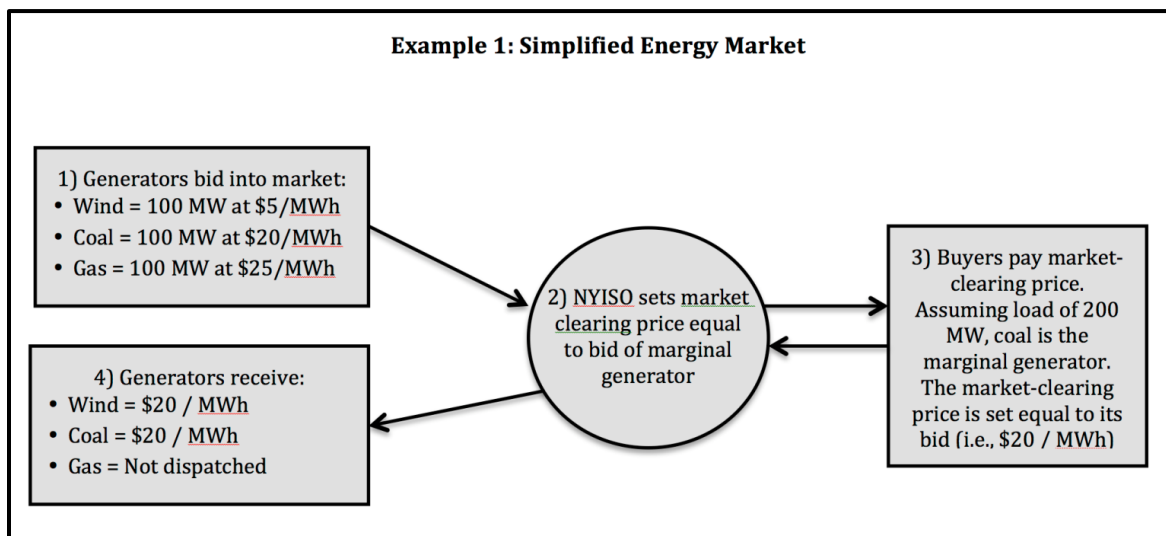 Example 1: Simplified Energy Market
1) Generators bid into market:
• Wind = 100 MW at $5/MWh
• Coal = 100 MW at $20/MWh
• Gas = 100 MW at $25/MWh
2) NYISO sets market
clearing price equal
to bid of marginal
generator
3) Buyers pay market-
clearing price.
Assuming load of 200
MW, coal is the
marginal generator.
The market-clearing
price is set equal to its
bid (i.e., $20 / MWh)
4) Generators receive:
• Wind = $20 / MWh
• Coal = $20 / MWh
• Gas = Not dispatched